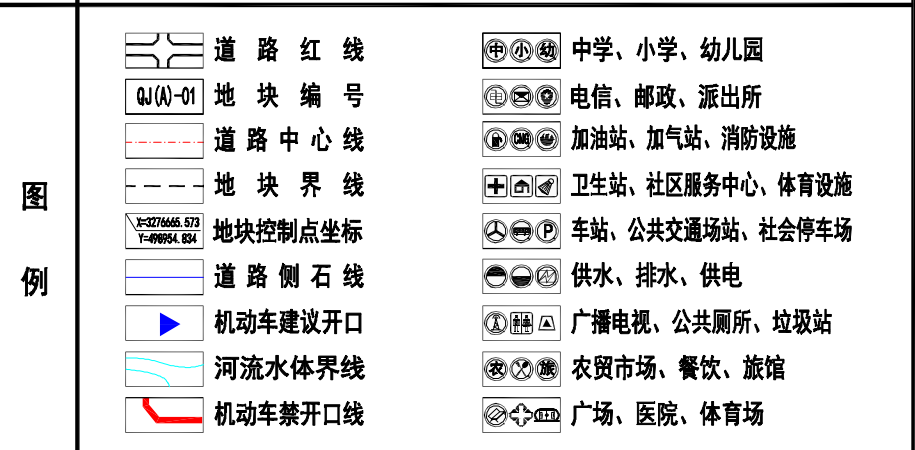 图例
道路红线
QJ(A)-01 地块编号
道路中心线
地块界线
X=3276665.573
Y=498954.834
地块控制点坐标
道路侧石线
机动车建议开口
河流水体界线
机动车禁开口线
中 小 幼 中学、小学、幼儿园
电信、邮政、派出所
CNG 加油站、加气站、消防设施
卫生站、社区服务中心、体育设施
P 车站、公共交通场站、社会停车场
供水、排水、供电
广播电视、公共厕所、垃圾站
农 旅 农贸市场、餐饮、旅馆
广场、医院、体育场